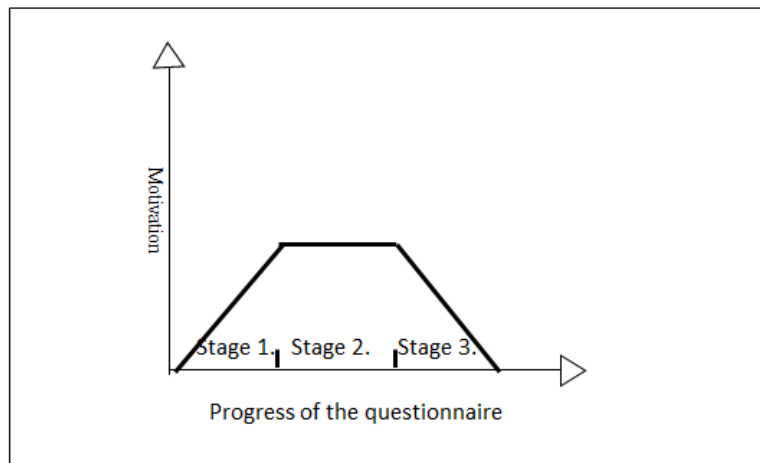 Motivation
Stage 1. Stage 2. Stage 3.
Progress of the questionnaire